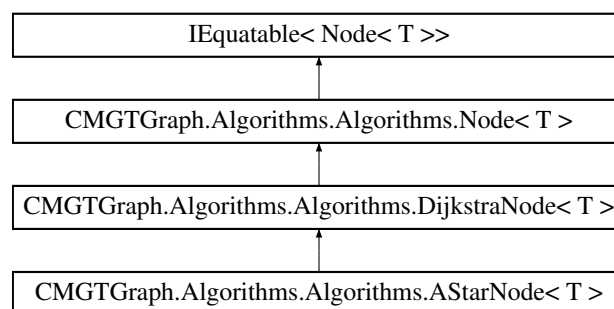 IEquatable< Node< T >>
CMGTGraph.Algorithms.Algorithms.Node< T >
CMGTGraph.Algorithms.Algorithms.DijkstraNode< T >
CMGTGraph.Algorithms.Algorithms.AStarNode< T >